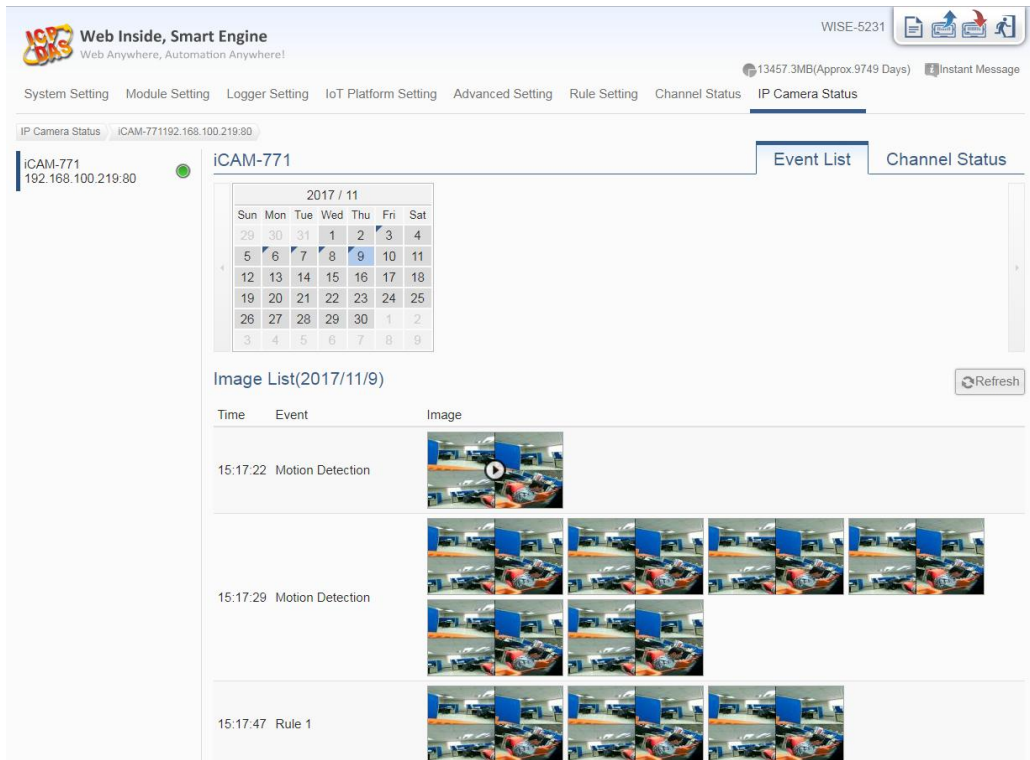 ICP DAS
Web Inside, Smart Engine
Web Anywhere, Automation Anywhere!
WISE-5231
13457.3MB(Approx.9749 Days) Instant Message
System Setting Module Setting Logger Setting IoT Platform Setting Advanced Setting Rule Setting Channel Status IP Camera Status
IP Camera Status iCAM-771192.168.100.219:80
iCAM-771
192.168.100.219:80
iCAM-771
Event List Channel Status
2017 / 11
Sun Mon Tue Wed Thu Fri Sat
29 30 31 1 2 3 4
5 6 7 8 9 10 11
12 13 14 15 16 17 18
19 20 21 22 23 24 25
26 27 28 29 30 1 2
3 4 5 6 7 8 9
Image List(2017/11/9)
Refresh
Time Event Image
15:17:22 Motion Detection
15:17:29 Motion Detection
15:17:47 Rule 1